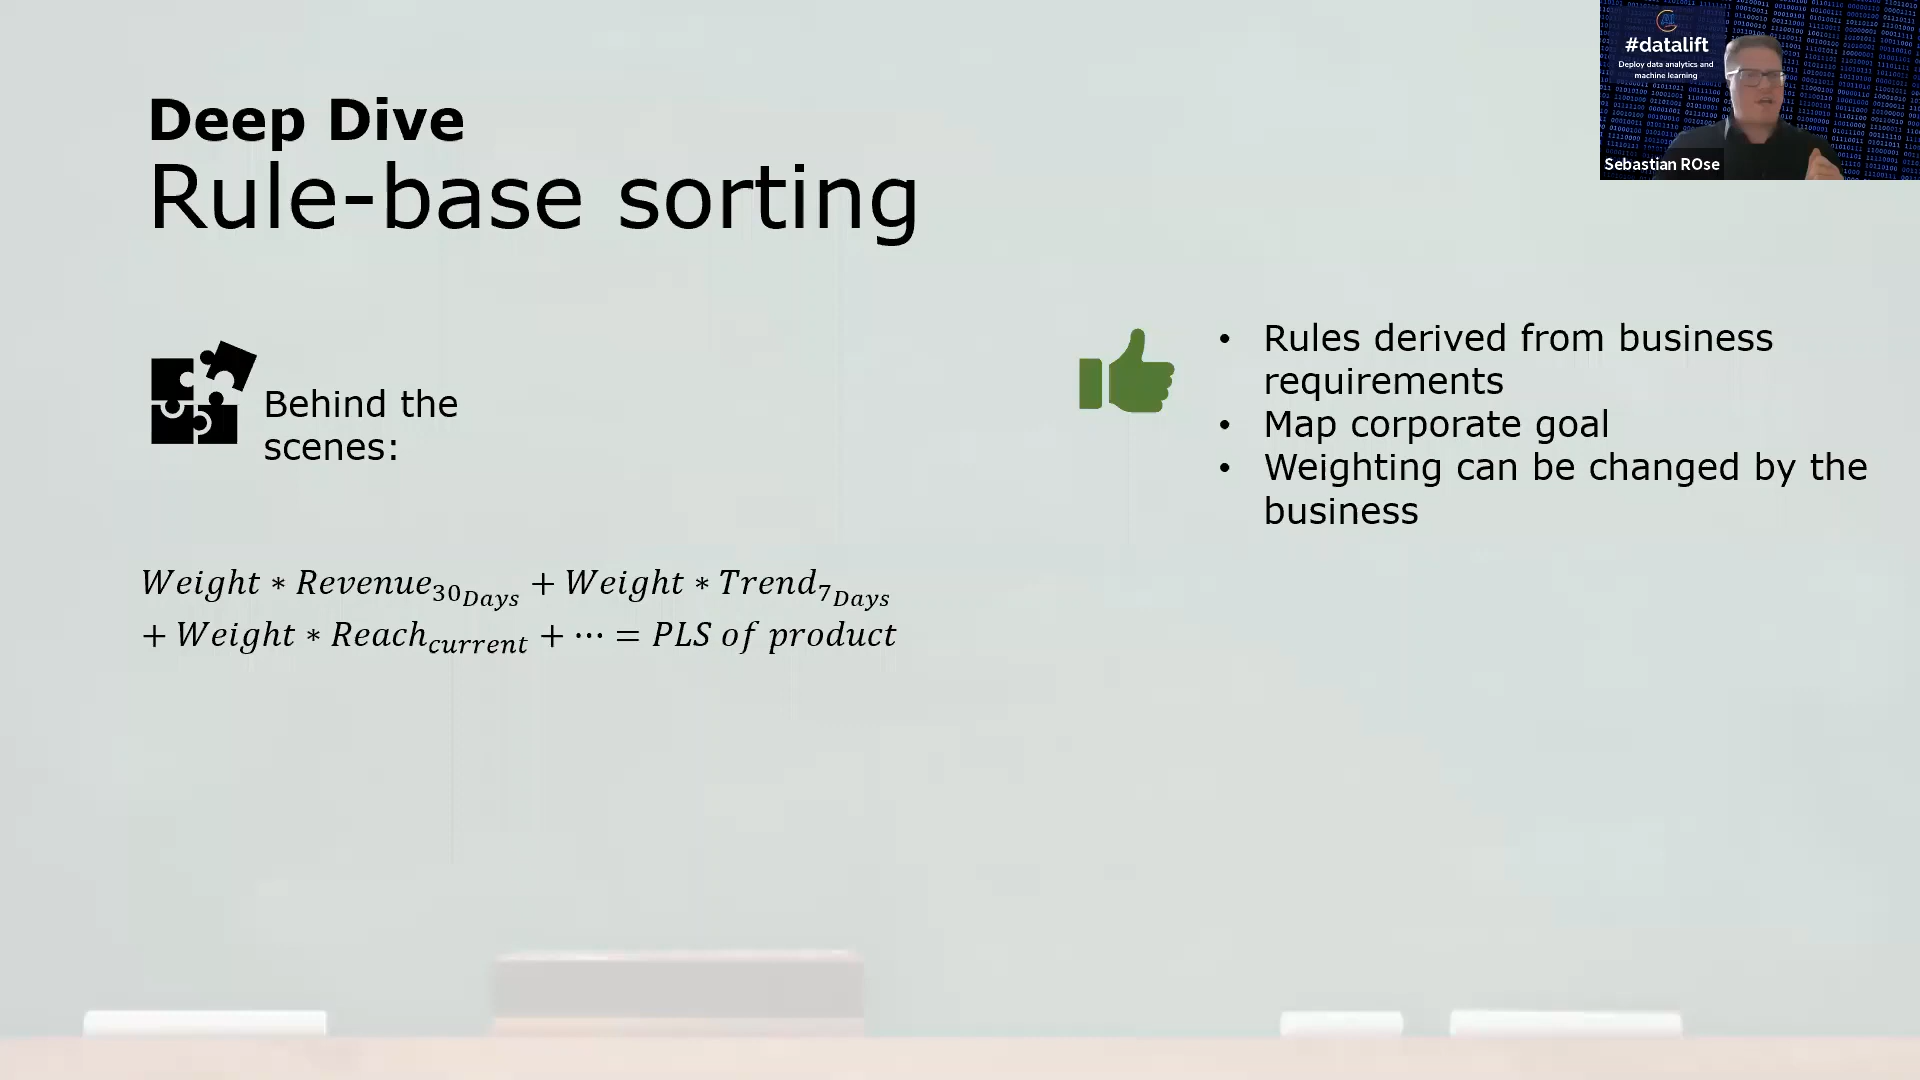 #datalift
Deploy data analytics and
machine learning
Sebastian ROse
Deep Dive
Rule-base sorting
Behind the
scenes:
Weight ∗ Revenue₃₀Days + Weight ∗ Trend₇Days
+ Weight ∗ Reachcurrent + ⋯ = PLS of product
• Rules derived from business
requirements
• Map corporate goal
• Weighting can be changed by the
business